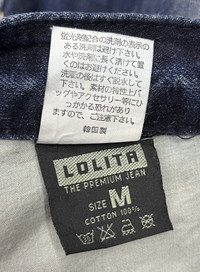 蛍光剤配合の洗剤の表示の
ある洗剤は避けて下さい。
水や洗剤に長く漬けて置く
のはお避けください。
洗濯の後はすぐ脱水して
下さい。素材の特性上バ
ッグやアクセサリー等にひ
っかかる恐れがあり
ますので、ご注意下さい。
韓国製
LOLITA
THE PREMIUM JEAN
SIZE M
COTTON 100%